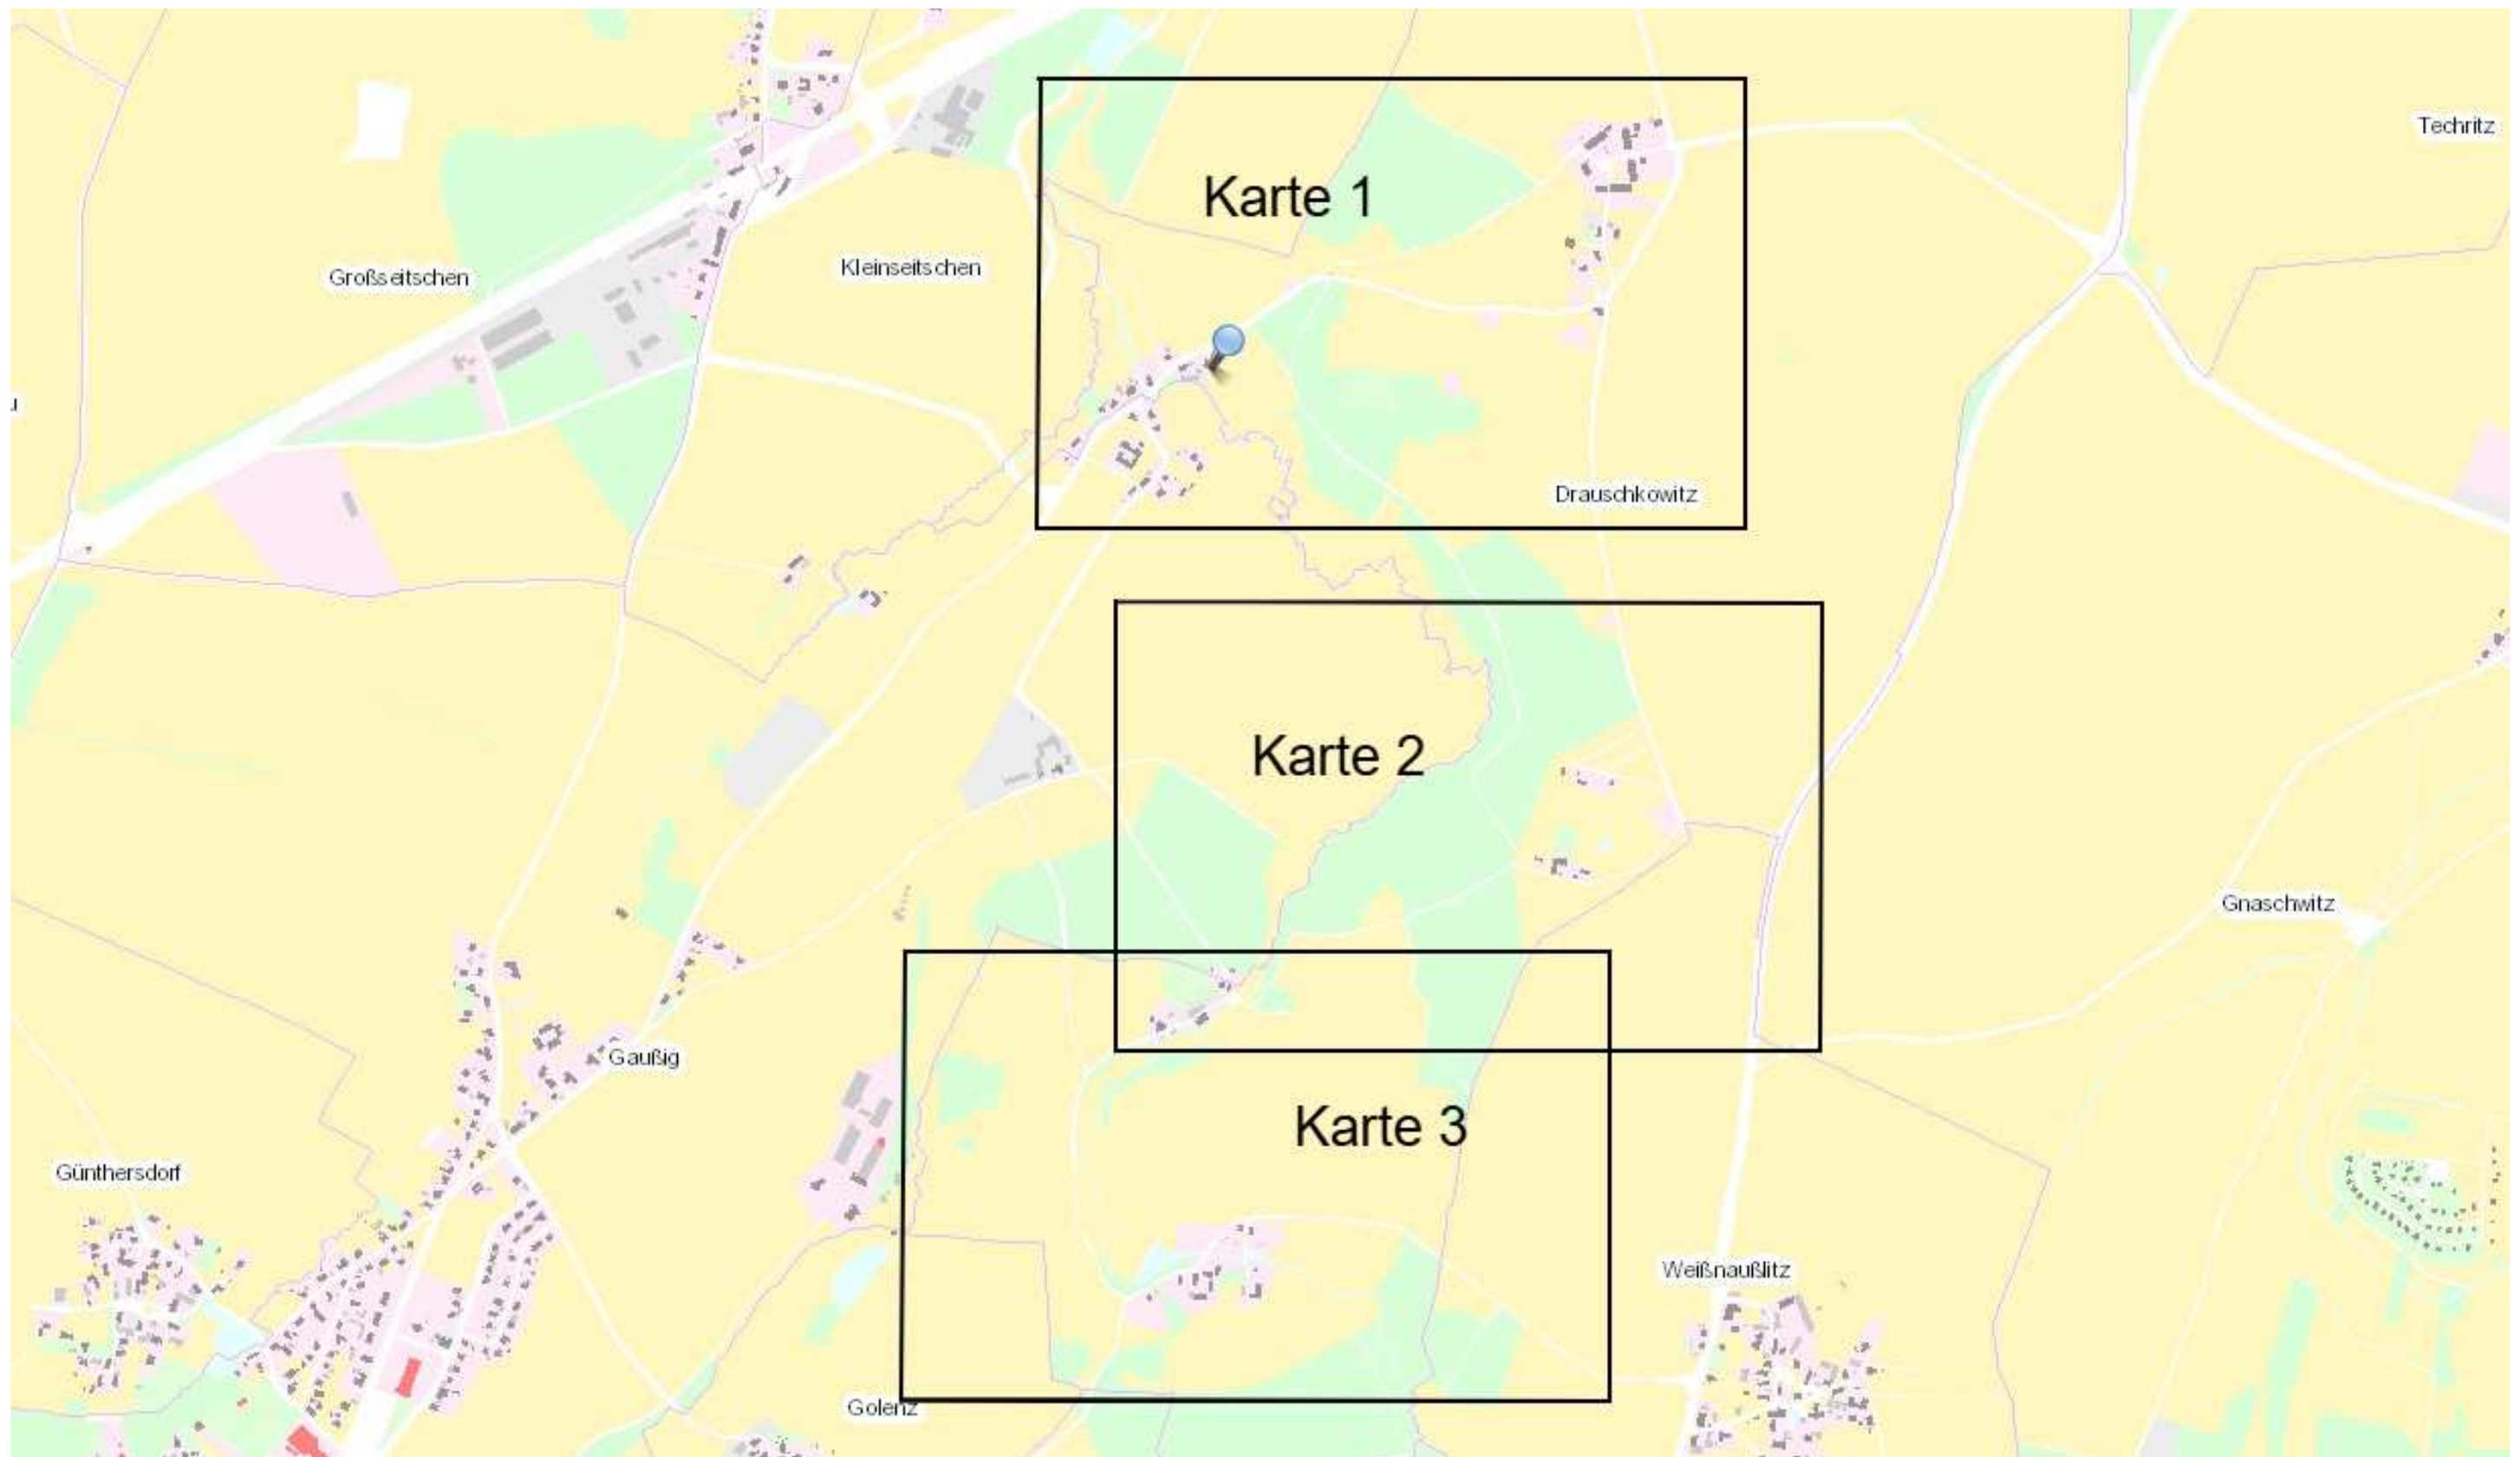 Techritz
Karte 1
Großseitschen
Kleinseitschen
u
Drauschkowitz
Karte 2
Gnaschwitz
Gaußig
Karte 3
Günthersdorf
Weißnaußlitz
Golenz